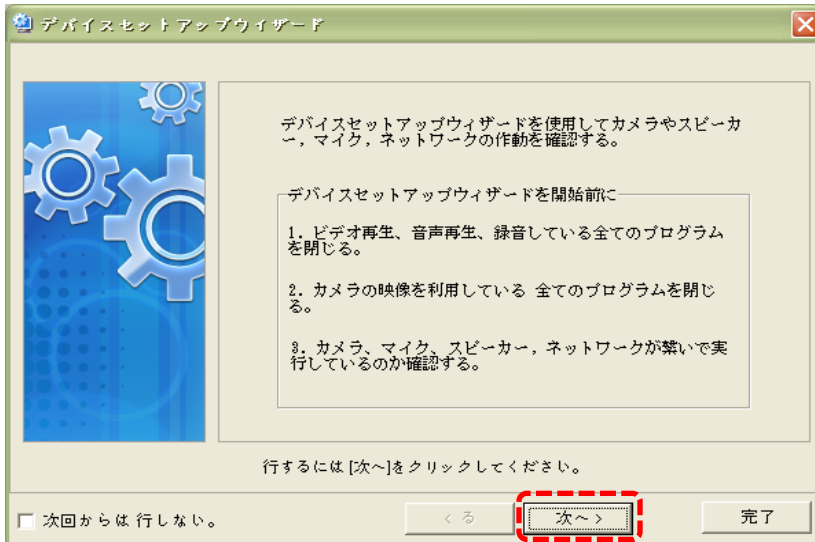 デバイスセットアップウィザード
デバイスセットアップウィザードを使用してカメラやスピーカ
ー，マイク，ネットワークの作動を確認する。
デバイスセットアップウィザードを開始前に
1. ビデオ再生、音声再生、録音している全てのプログラム
を閉じる。
2. カメラの映像を利用している 全てのプログラムを閉じ
る。
3. カメラ、マイク、スピーカー，ネットワークが繋いで実
行しているのか確認する。
行するには [次へ]をクリックしてください。
次回からは 行しない。
< る
次へ >
完了